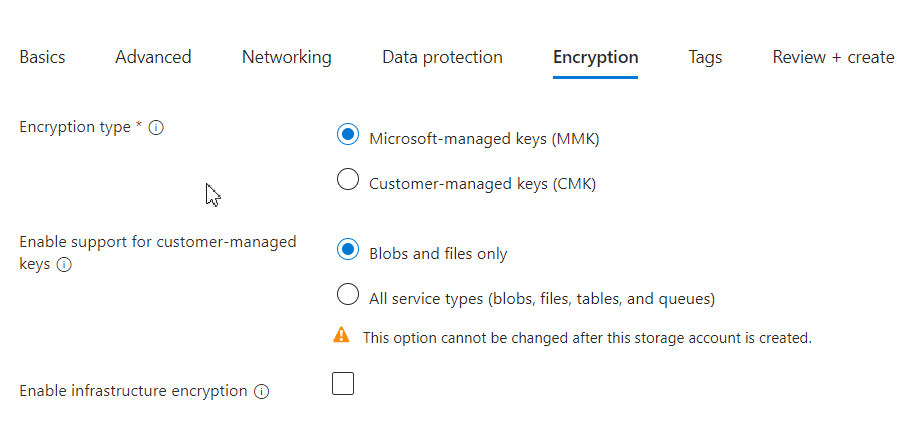 Basics Advanced Networking Data protection Encryption Tags Review + create
Encryption type *
Microsoft-managed keys (MMK)
Customer-managed keys (CMK)
Enable support for customer-managed
keys
Blobs and files only
All service types (blobs, files, tables, and queues)
This option cannot be changed after this storage account is created.
Enable infrastructure encryption